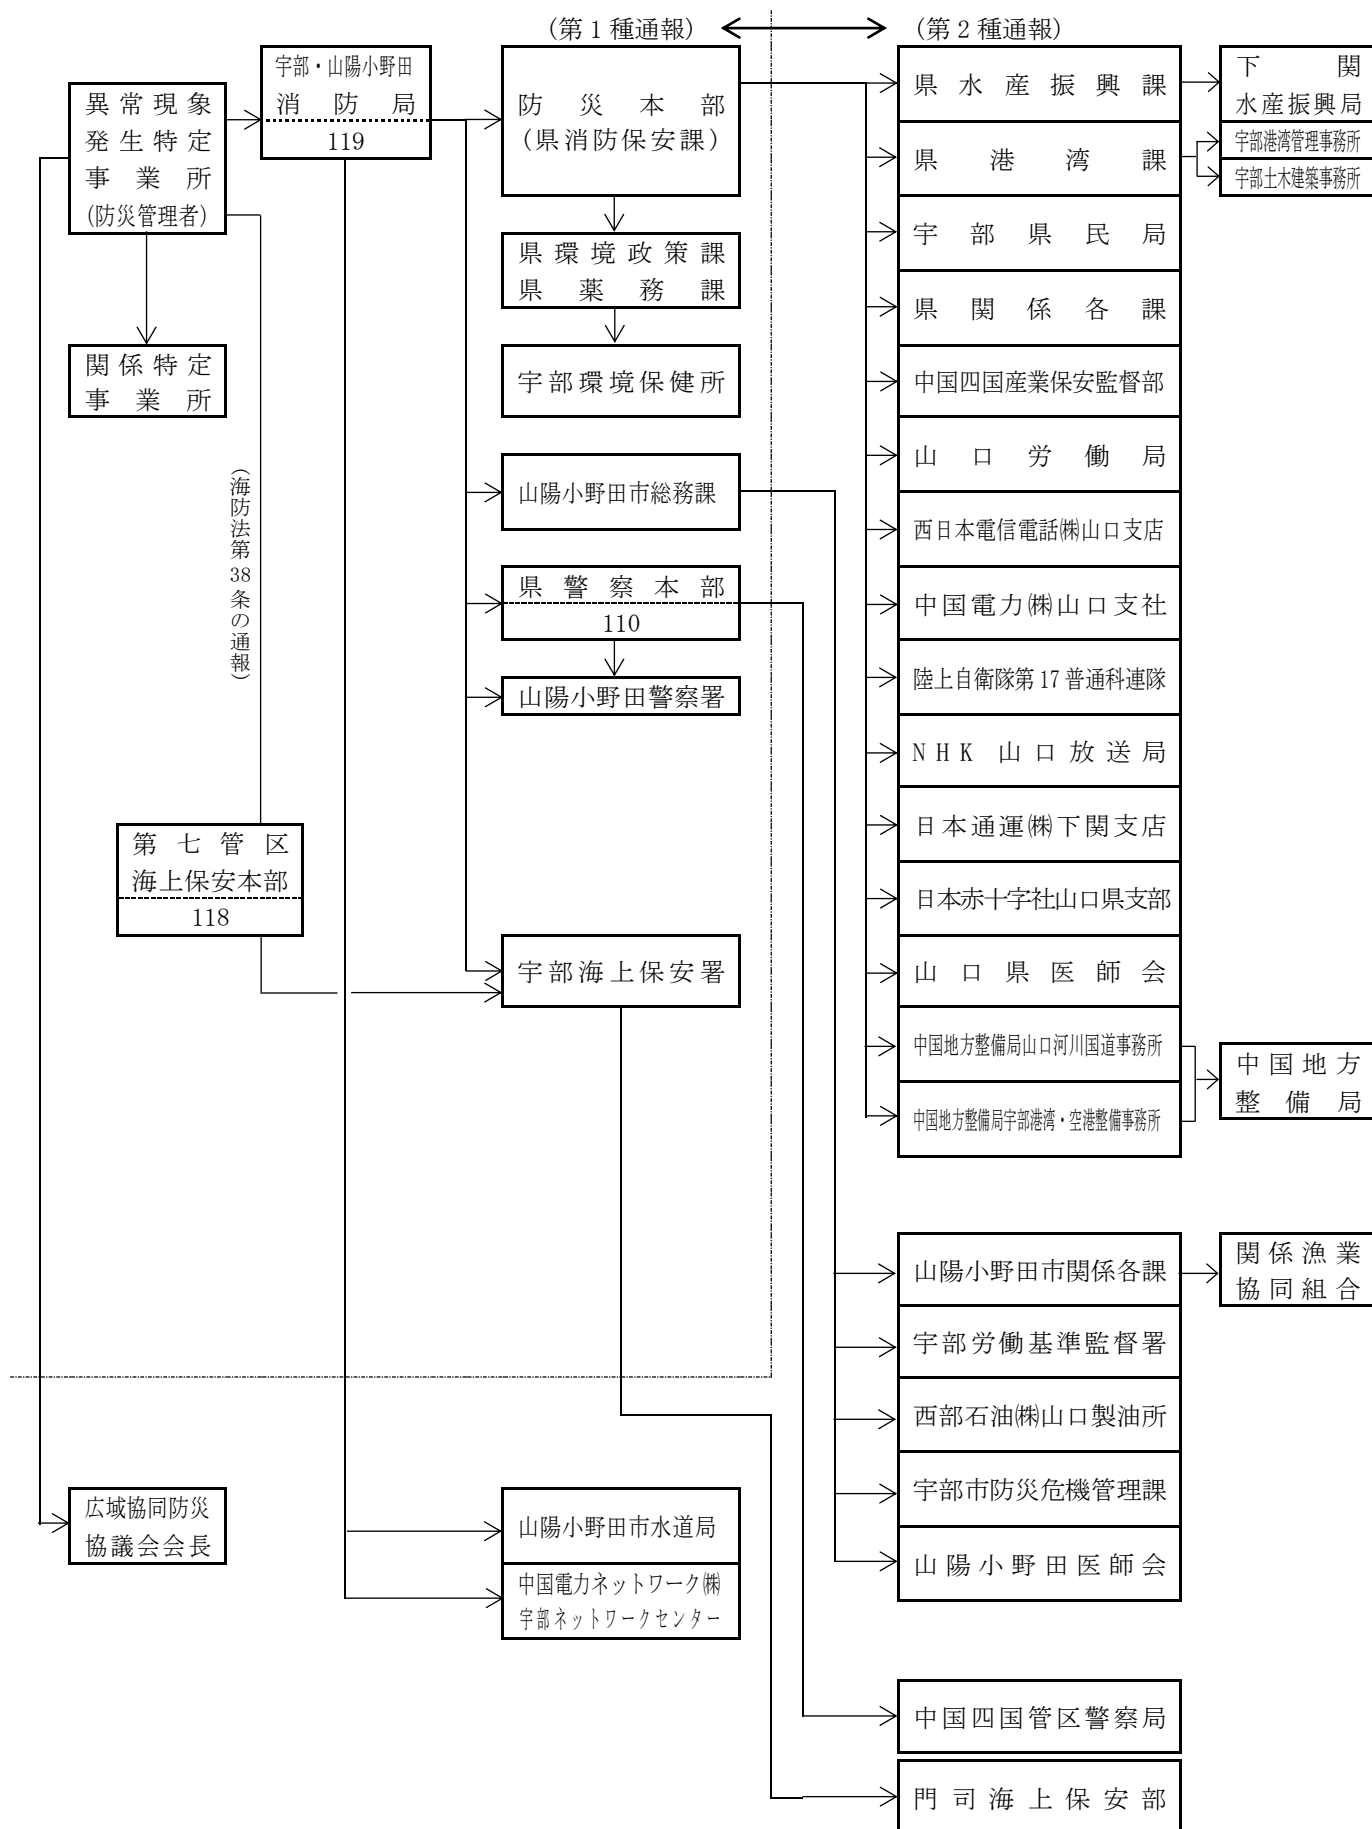 (第１種通報)
(第２種通報)
異常現象
発生特定
事業所
(防災管理者)
宇部・山陽小野田
消防局
119
関係特定
事業所
(海防法第38条の通報)
第七管区
海上保安本部
118
広域協同防災
協議会会長
防災本部
(県消防保安課)
県環境政策課
県薬務課
宇部環境保健所
山陽小野田市総務課
県警察本部
110
山陽小野田警察署
宇部海上保安署
山陽小野田市水道局
中国電力ネットワーク㈱
宇部ネットワークセンター
県水産振興課
県港湾課
宇部県民局
県関係各課
中国四国産業保安監督部
山口労働局
西日本電信電話㈱山口支店
中国電力㈱山口支社
陸上自衛隊第17普通科連隊
NHK山口放送局
日本通運㈱下関支店
日本赤十字社山口県支部
山口県医師会
中国地方整備局山口河川国道事務所
中国地方整備局宇部港湾・空港整備事務所
山陽小野田市関係各課
宇部労働基準監督署
西部石油㈱山口製油所
宇部市防災危機管理課
山陽小野田医師会
中国四国管区警察局
門司海上保安部
下関
水産振興局
宇部港湾管理事務所
宇部土木建築事務所
中国地方
整備局
関係漁業
協同組合